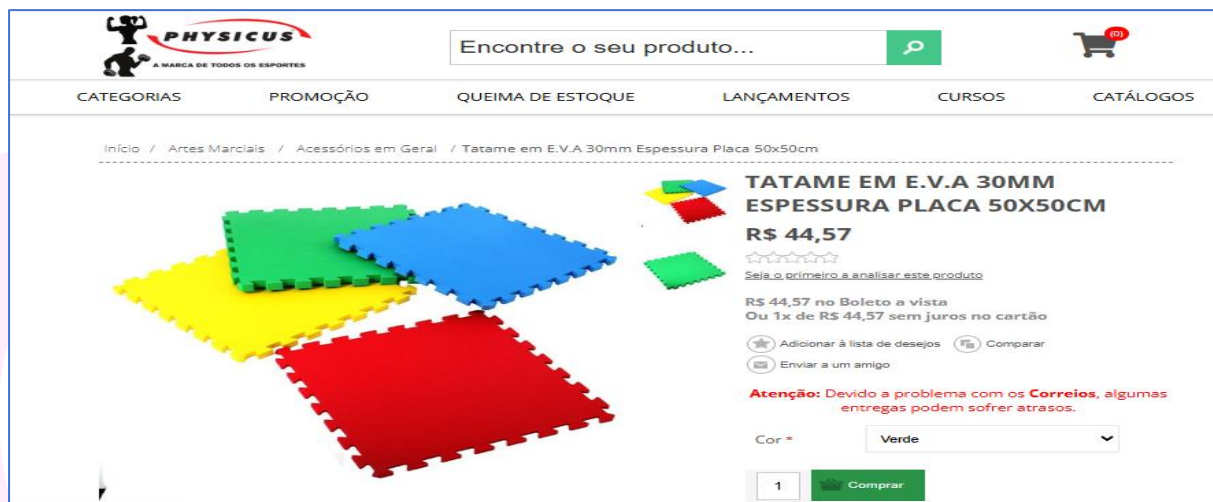 PHYSICUS
A MARCA DE TODOS OS ESPORTES
Encontre o seu produto...
(0)
CATEGORIAS PROMOÇÃO QUEIMA DE ESTOQUE LANÇAMENTOS CURSOS CATÁLOGOS
Início / Artes Marciais / Acessórios em Geral / Tatame em E.V.A 30mm Espessura Placa 50x50cm
TATAME EM E.V.A 30MM
ESPESSURA PLACA 50X50CM
R$ 44,57
Seja o primeiro a analisar este produto
R$ 44,57 no Boleto a vista
Ou 1x de R$ 44,57 sem juros no cartão
Adicionar à lista de desejos Comparar
Enviar a um amigo
Atenção: Devido a problema com os Correios, algumas
entregas podem sofrer atrasos.
Cor * Verde
1 Comprar